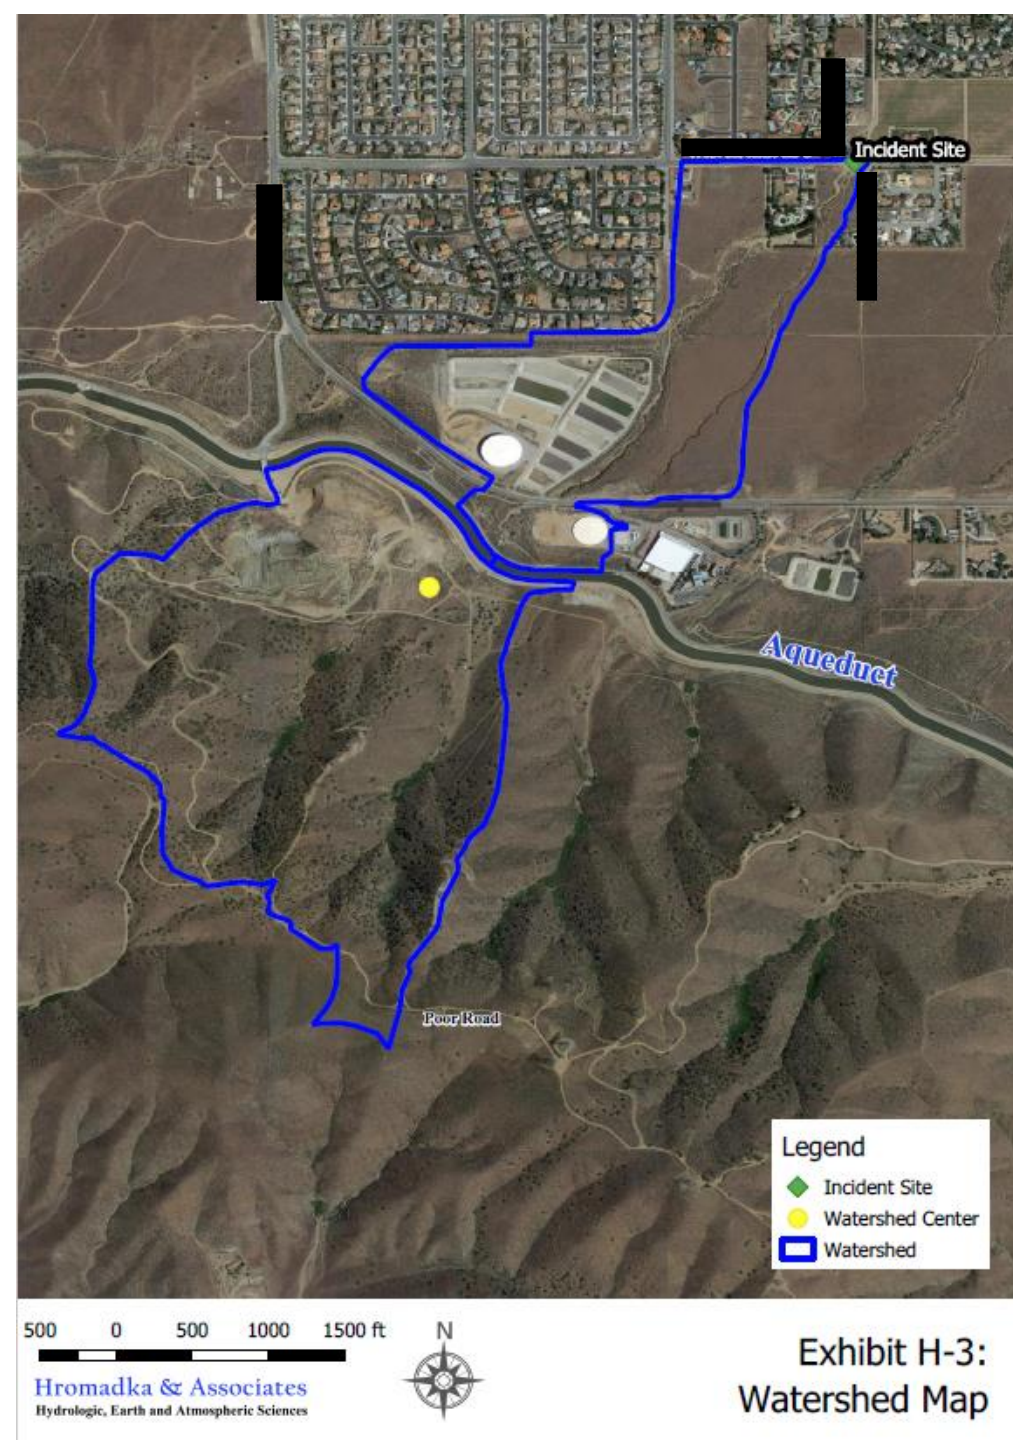 Incident Site
Aqueduct
Poor Road
Legend
Incident Site
Watershed Center
Watershed
500 0 500 1000 1500 ft
N
Hromadka & Associates
Hydrologic, Earth and Atmospheric Sciences
Exhibit H-3:
Watershed Map